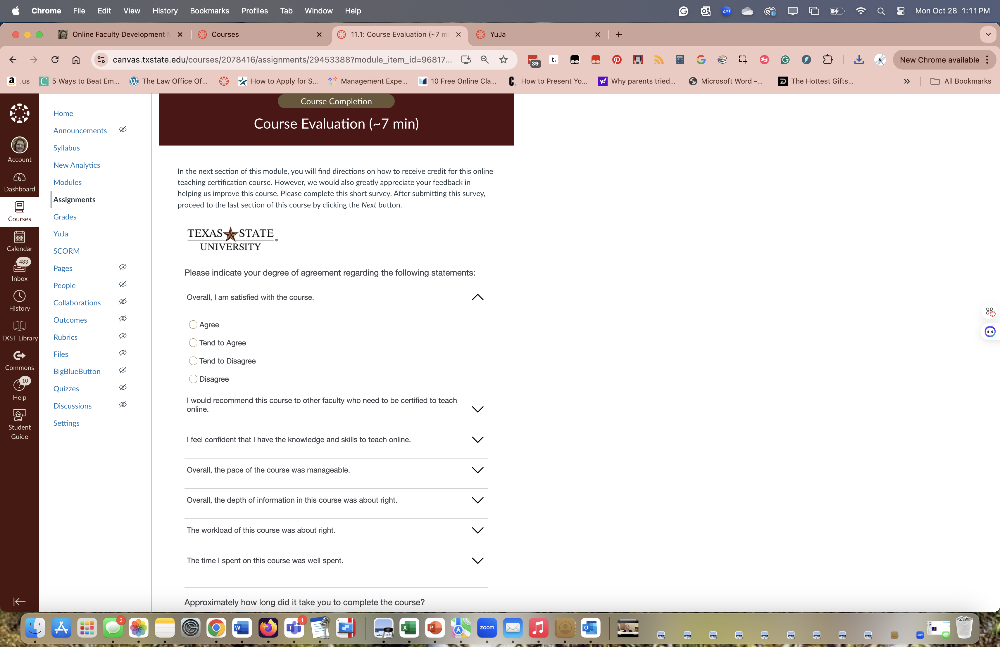 Chrome File Edit View History Bookmarks Profiles Tab Window Help
zm
Mon Oct 28 1:11 PM
Online Faculty Development
Courses
11.1: Course Evaluation (~7 m
YuJa
canvas.txstate.edu/courses/2078416/assignments/29453388?module_item_id=96817...
39
t.
New Chrome available
a .us
C 5 Ways to Beat Em...
The Law Office Of...
How to Apply for S...
Management Expe...
10 Free Online Cla...
How to Present Yo...
y! Why parents tried...
Microsoft Word -...
The Hottest Gifts...
All Bookmarks
Account
Dashboard
Courses
Calendar
483
Inbox
History
TXST Library
Commons
10
Help
Student
Guide
Home
Announcements
Syllabus
New Analytics
Modules
Assignments
Grades
YuJa
SCORM
Pages
People
Collaborations
Outcomes
Rubrics
Files
BigBlueButton
Quizzes
Discussions
Settings
Course Completion
Course Evaluation (~7 min)
In the next section of this module, you will find directions on how to receive credit for this online
teaching certification course. However, we would also greatly appreciate your feedback in
helping us improve this course. Please complete this short survey. After submitting this survey,
proceed to the last section of this course by clicking the Next button.
TEXAS STATE
UNIVERSITY ®
Please indicate your degree of agreement regarding the following statements:
Overall, I am satisfied with the course.
Agree
Tend to Agree
Tend to Disagree
Disagree
I would recommend this course to other faculty who need to be certified to teach
online.
I feel confident that I have the knowledge and skills to teach online.
Overall, the pace of the course was manageable.
Overall, the depth of information in this course was about right.
The workload of this course was about right.
The time I spent on this course was well spent.
Approximately how long did it take you to complete the course?
2
W
T
1
X
P
zoom
O